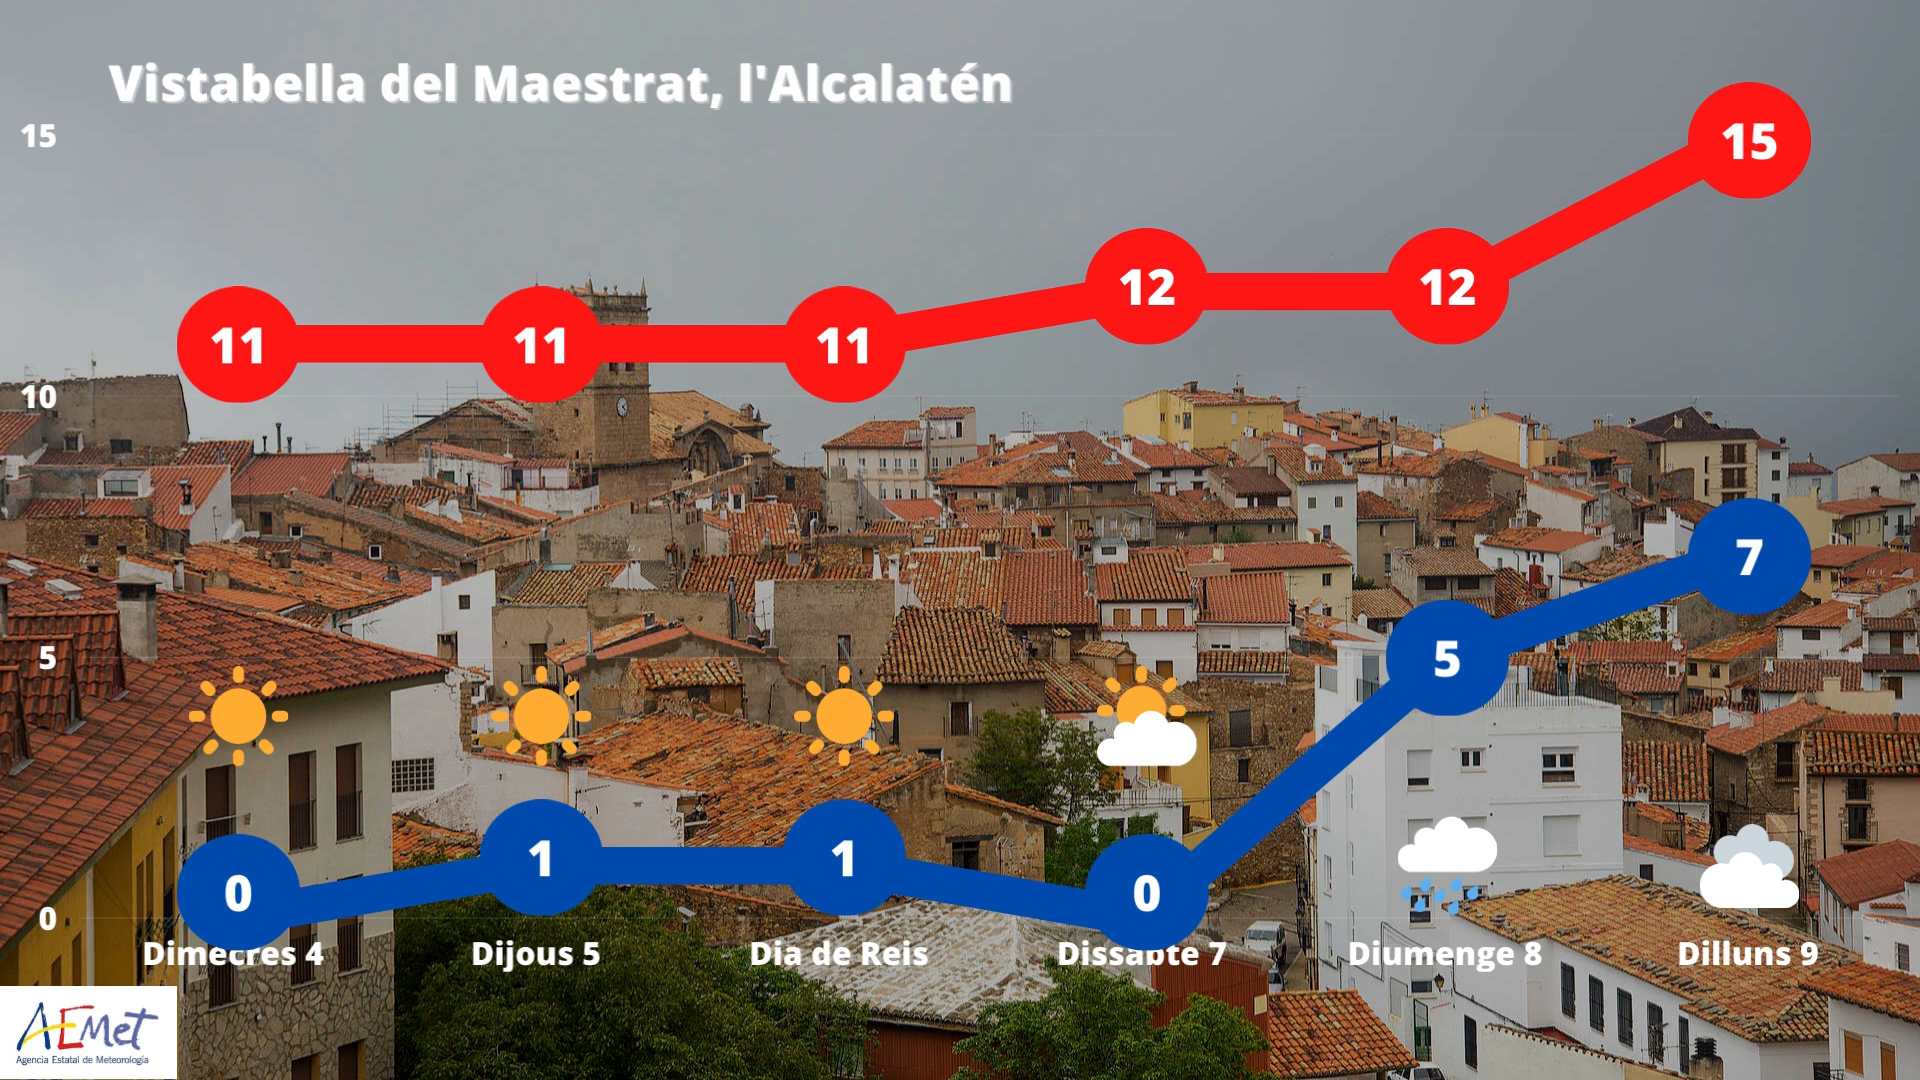 Vistabella del Maestrat, l'Alcalatén
15
10
5
0
11
11
11
12
12
15
0
1
1
0
5
7
Dimecres 4
Dijous 5
Dia de Reis
Dissabte 7
Diumenge 8
Dilluns 9
AEMet
Agencia Estatal de Meteorología